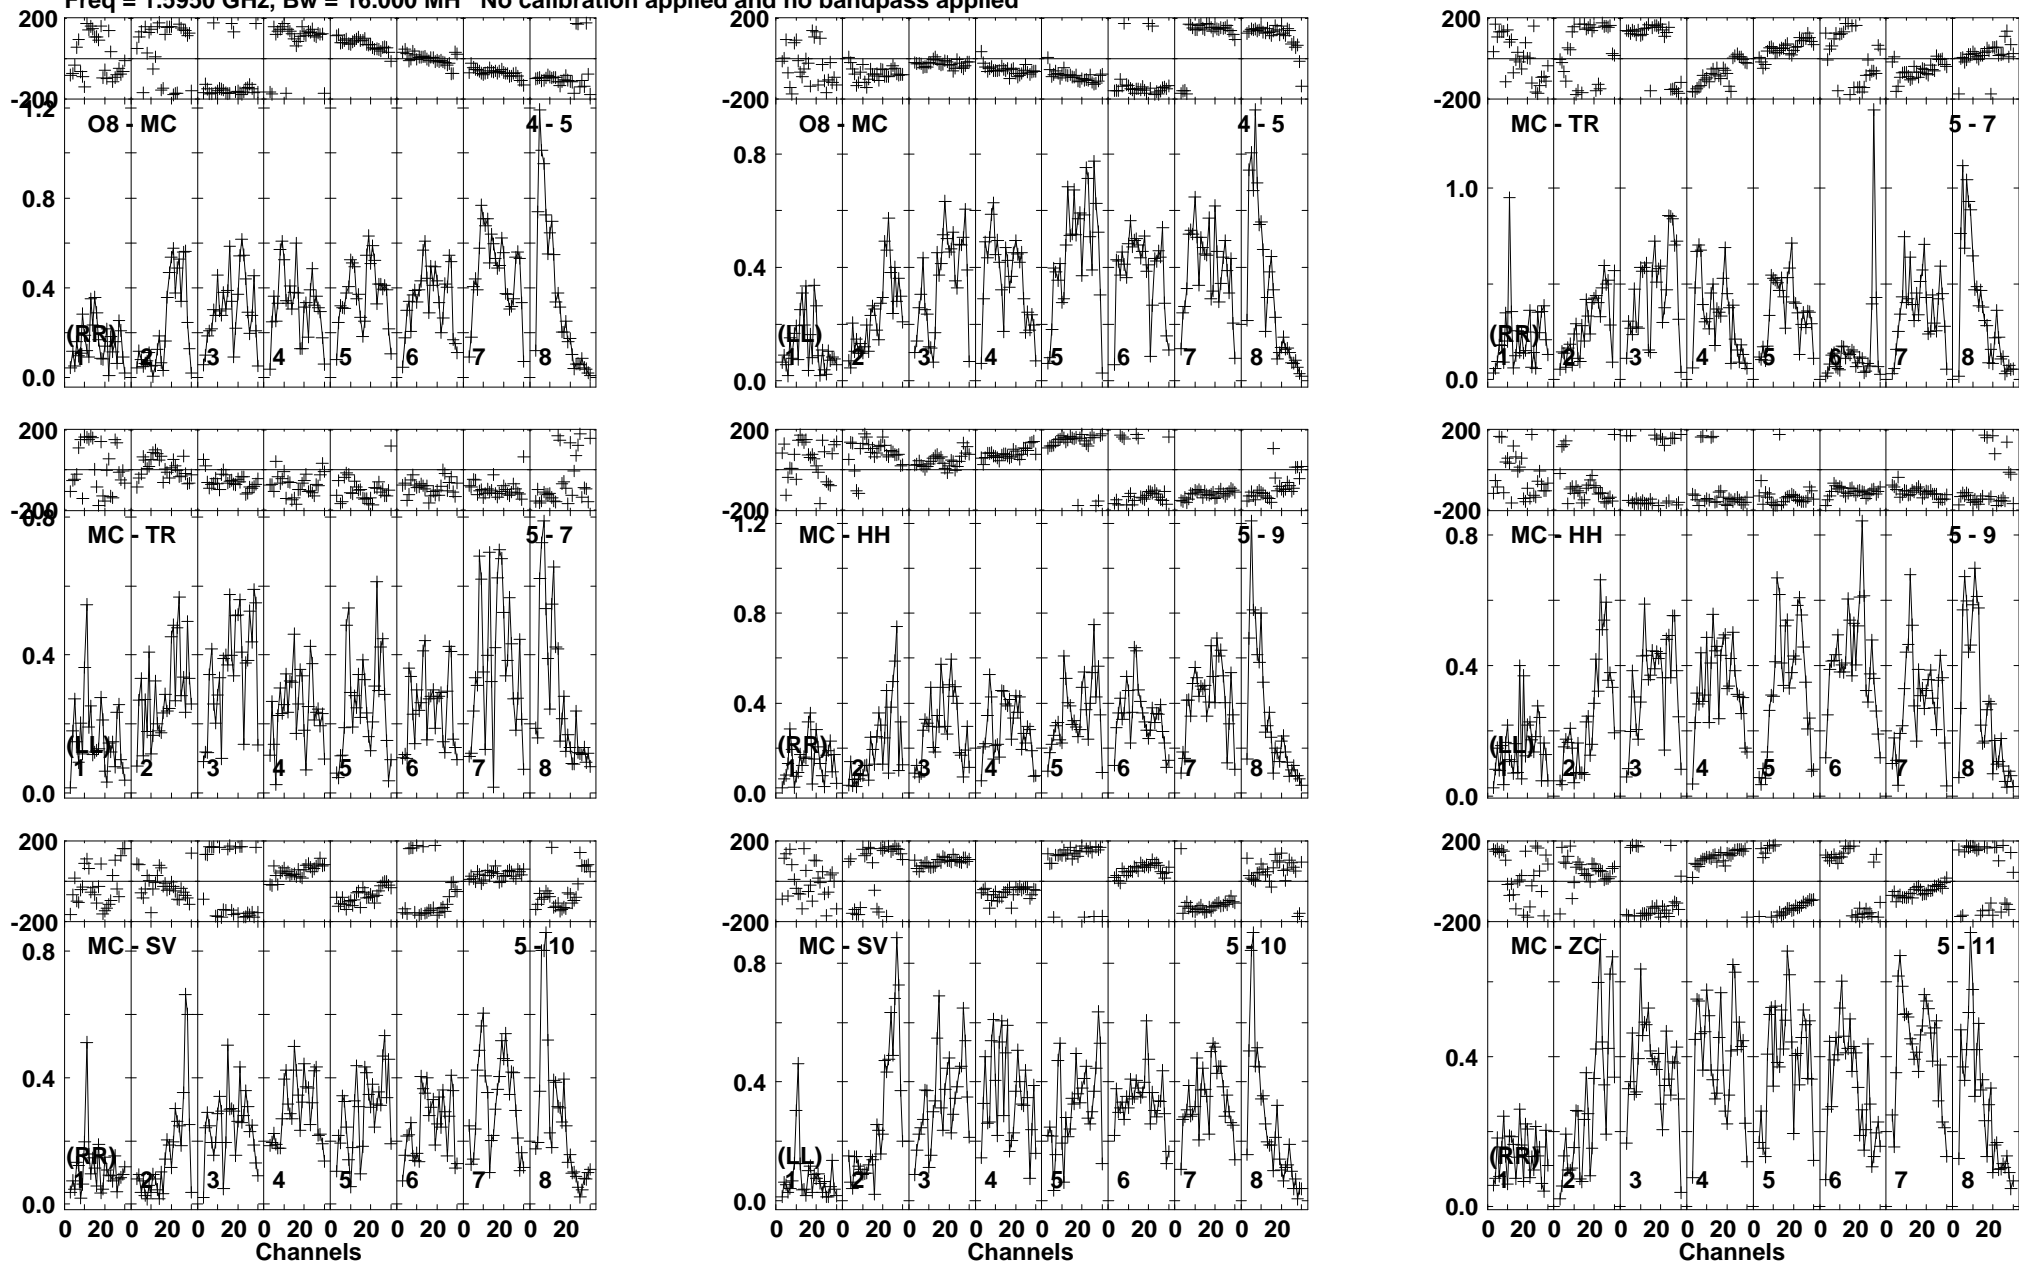 Freq = 1.5950 GHz, Bw = 16.000 MH No calibration applied and no bandpass applied
200 200 200
-200 -200 -200
1.2
O8 - MC 4 - 5 O8 - MC 4 - 5 MC - TR 5 - 7
0.8 0.8 1.0
0.4 0.4
(RR) (LL) (RR)
1 2 3 4 5 6 7 8 1 2 3 4 5 6 7 8 1 2 3 4 5 6 7 8
0.0 0.0 0.0
200 200 200
-200 -200 -200
0.8 1.2
MC - TR 5 - 7 MC - HH 5 - 9 MC - HH 5 - 9
0.8 0.8
0.4 0.4 0.4
(LL) (RR) (LL)
1 2 3 4 5 6 7 8 1 2 3 4 5 6 7 8 1 2 3 4 5 6 7 8
0.0 0.0 0.0
200 200 200
-200 -200 -200
MC - SV 5 - 10 MC - SV 5 - 10 MC - ZC 5 - 11
0.8 0.8
0.4 0.4 0.4
(RR) (LL) (RR)
1 2 3 4 5 6 7 8 1 2 3 4 5 6 7 8 1 2 3 4 5 6 7 8
0.0 0.0 0.0
0 20 0 20 0 20 0 20 0 20 0 20 0 20 0 20 0 20 0 20 0 20 0 20 0 20 0 20 0 20 0 20 0 20 0 20 0 20 0 20 0 20 0 20 0 20 0 20
Channels Channels